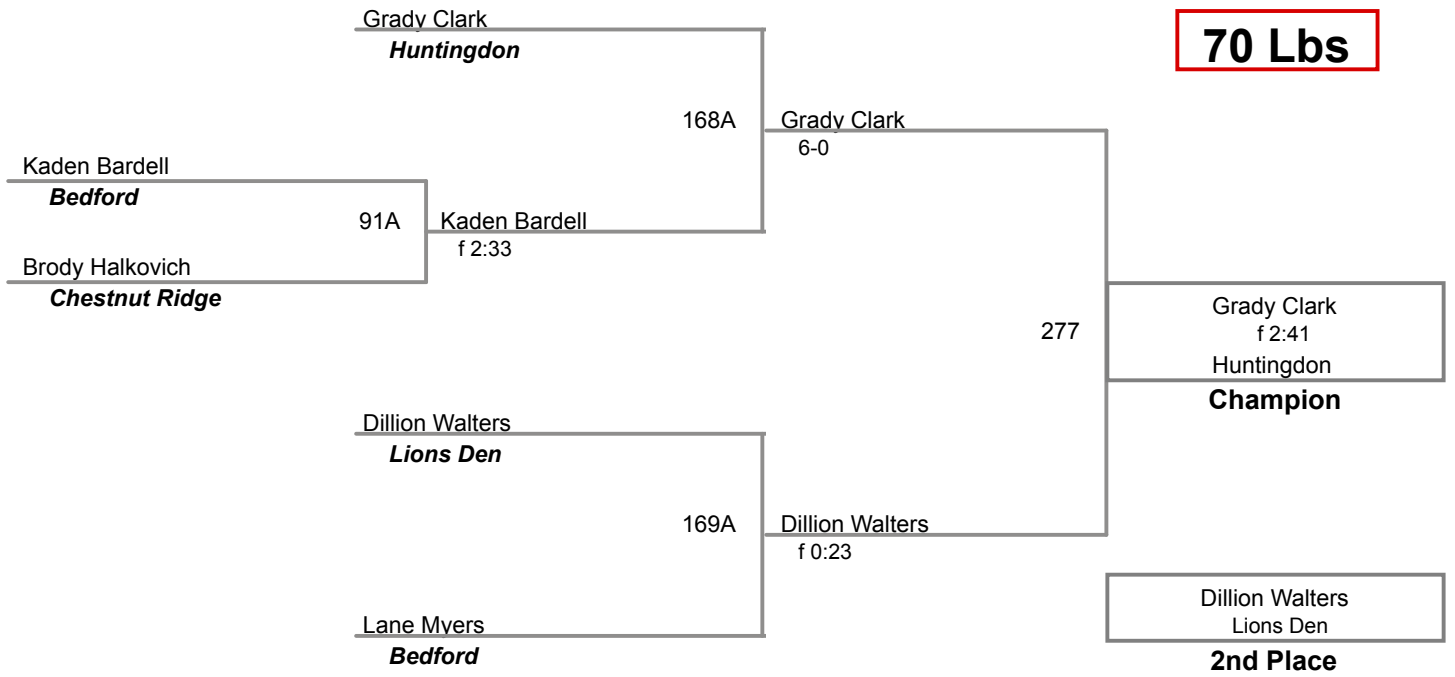 Grady Clark
Huntingdon
70 Lbs
168A
Grady Clark
6-0
Kaden Bardell
Bedford
91A
Kaden Bardell
f 2:33
Brody Halkovich
Chestnut Ridge
277
Grady Clark
f 2:41
Huntingdon
Champion
Dillion Walters
Lions Den
169A
Dillion Walters
f 0:23
Lane Myers
Bedford
Dillion Walters
Lions Den
2nd Place